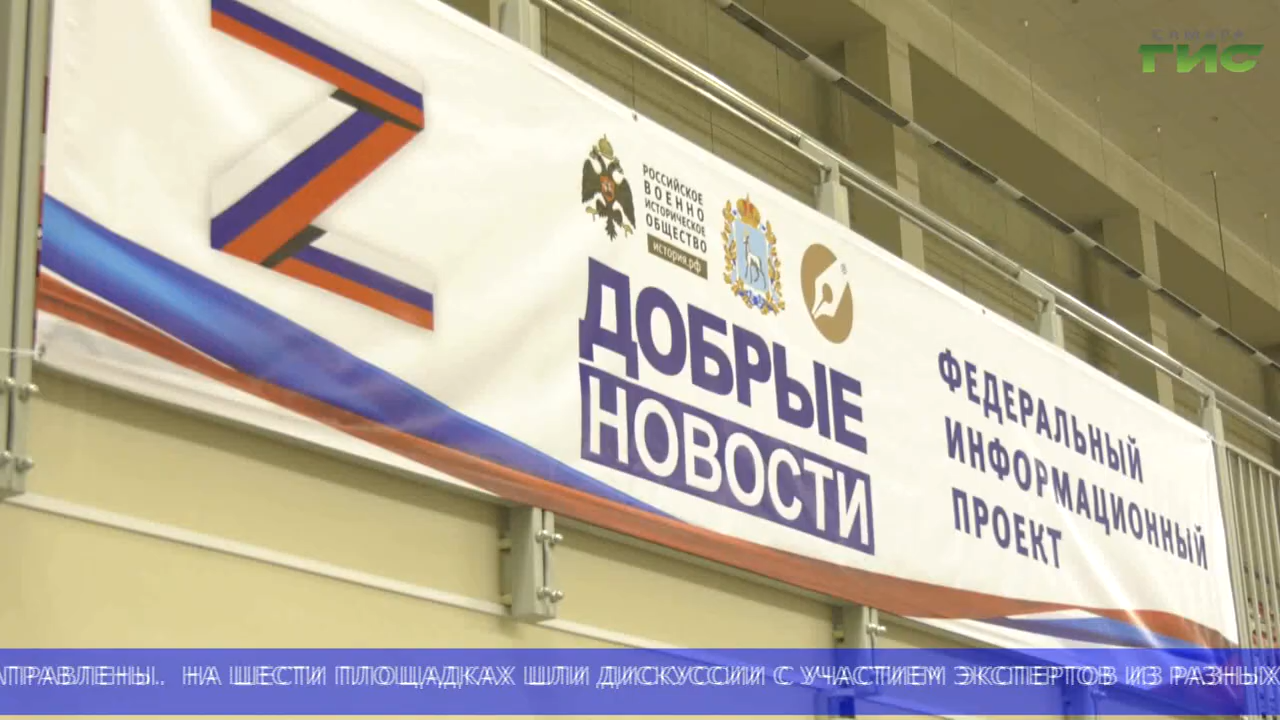 САМАРА
ГИС
Z
РОССИЙСКОЕ
ВОЕННО
ИСТОРИЧЕСКОЕ
ОБЩЕСТВО
история.рф
®
ДОБРЫЕ
НОВОСТИ
ФЕДЕРАЛЬНЫЙ
ИНФОРМАЦИОННЫЙ
ПРОЕКТ
АПРАВЛЕНЫ. НА ШЕСТИ ПЛОЩАДКАХ ШЛИ ДИСКУССИИ С УЧАСТИЕМ ЭКСПЕРТОВ ИЗ РАЗНЫХ